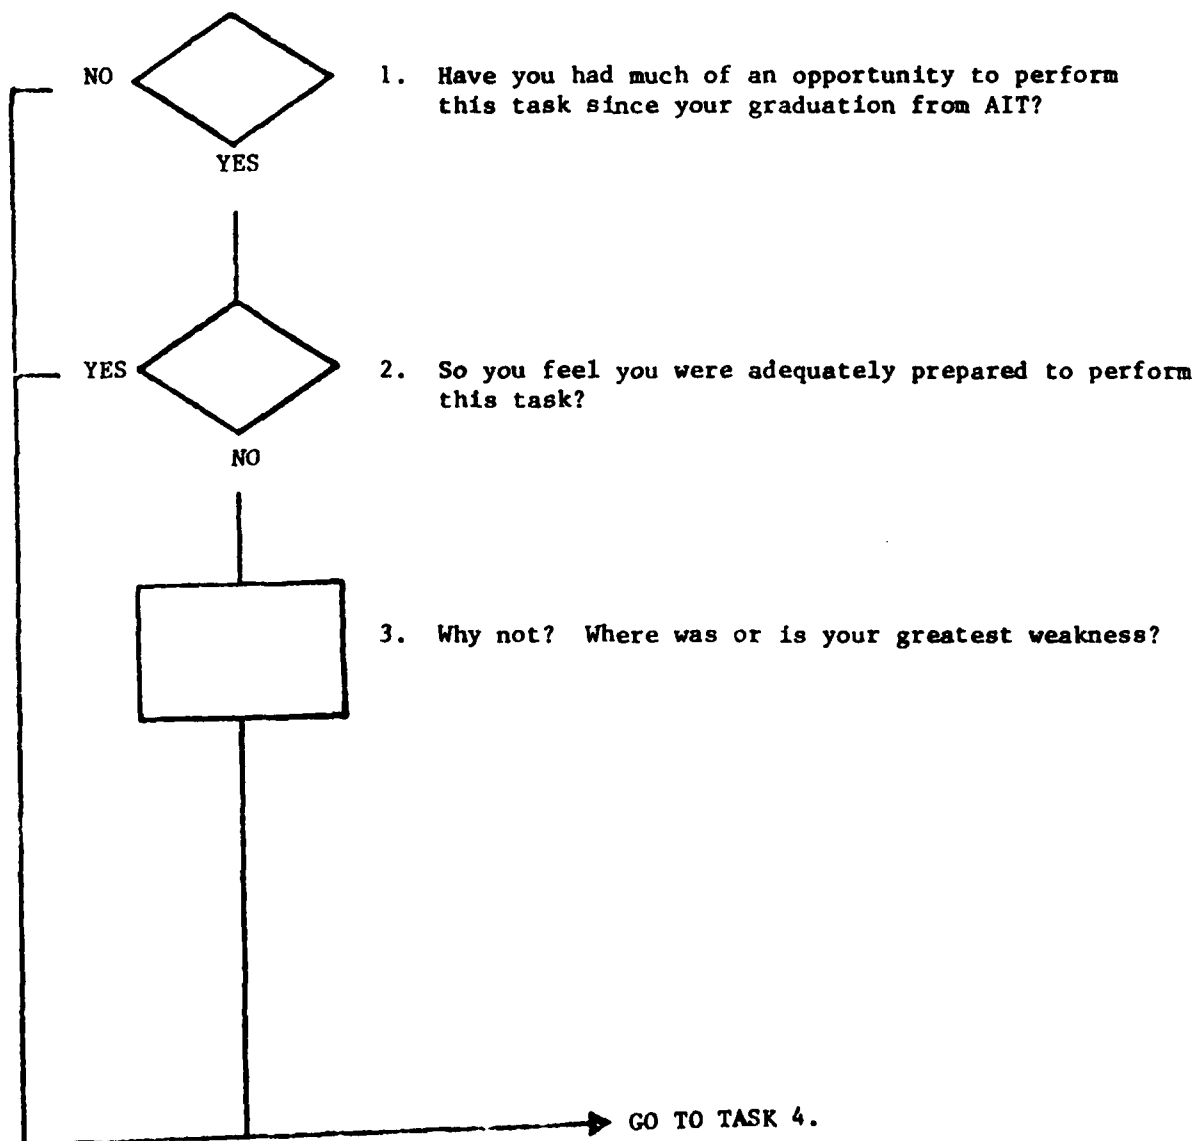 NO
1. Have you had much of an opportunity to perform
this task since your graduation from AIT?
YES
YES
2. So you feel you were adequately prepared to perform
this task?
NO
3. Why not? Where was or is your greatest weakness?
GO TO TASK 4.